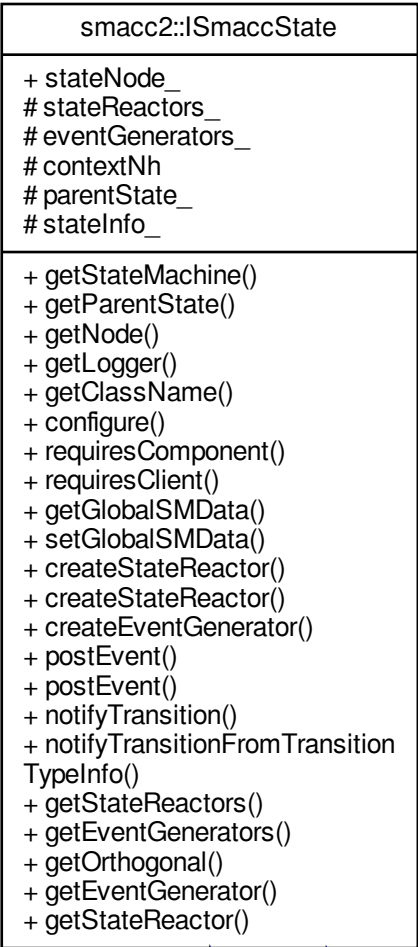 smacc2::ISmaccState
+ stateNode_
# stateReactors_
# eventGenerators_
# contextNh
# parentState_
# stateInfo_
+ getStateMachine()
+ getParentState()
+ getNode()
+ getLogger()
+ getClassName()
+ configure()
+ requiresComponent()
+ requiresClient()
+ getGlobalSMData()
+ setGlobalSMData()
+ createStateReactor()
+ createStateReactor()
+ createEventGenerator()
+ postEvent()
+ postEvent()
+ notifyTransition()
+ notifyTransitionFromTransition
TypeInfo()
+ getStateReactors()
+ getEventGenerators()
+ getOrthogonal()
+ getEventGenerator()
+ getStateReactor()